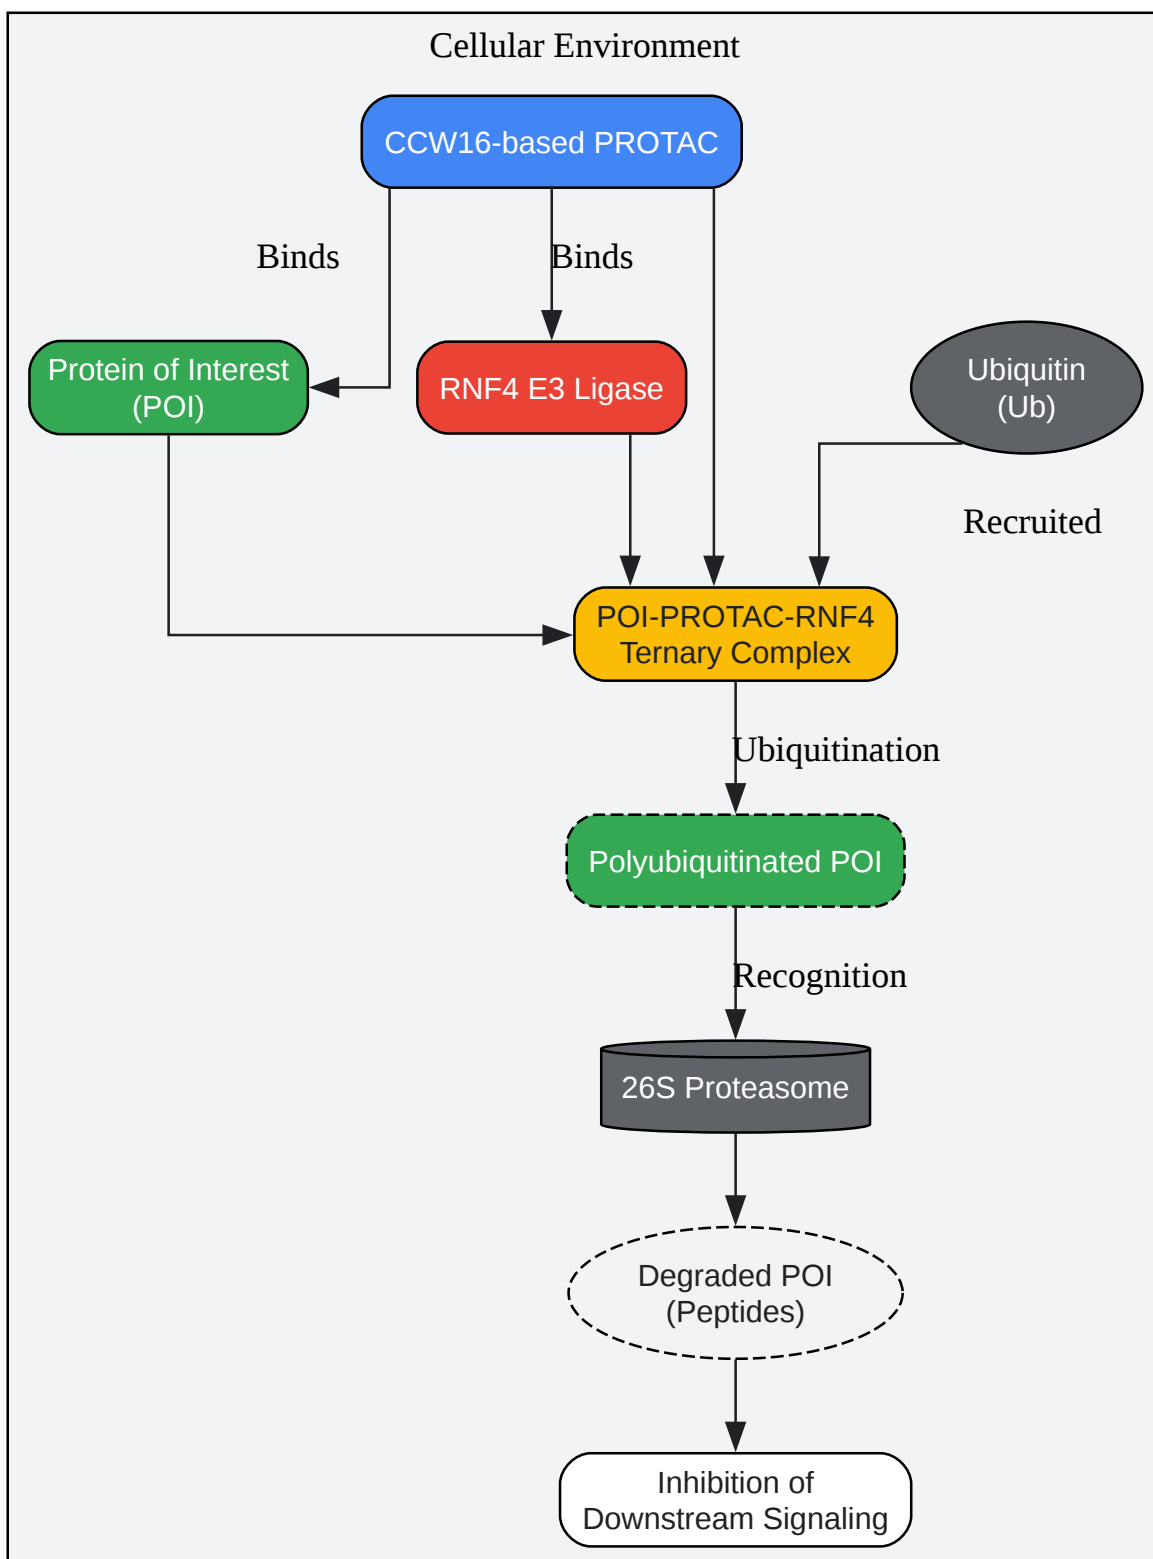 Cellular Environment
CCW16-based PROTAC
Binds
Binds
Protein of Interest
(POI)
RNF4 E3 Ligase
Ubiquitin
(Ub)
Recruited
POI-PROTAC-RNF4
Ternary Complex
Ubiquitination
Polyubiquitinated POI
Recognition
26S Proteasome
Degraded POI
(Peptides)
Inhibition of
Downstream Signaling